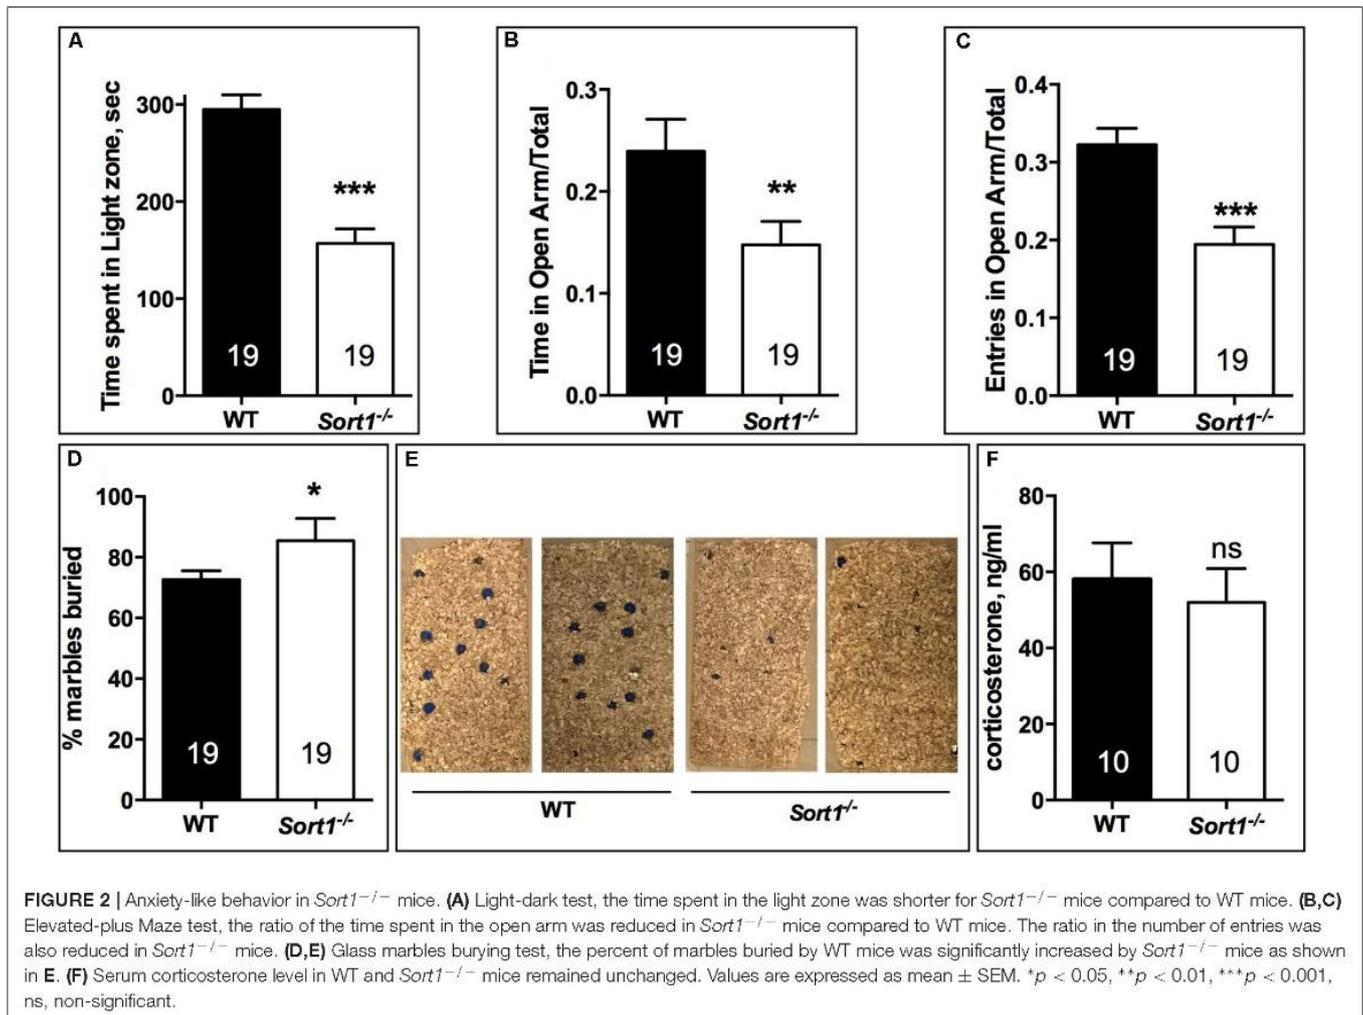 A
Time spent in Light zone, sec
300
200
100
0
***
19
19
WT
Sort1-/-
B
Time in Open Arm/Total
0.3
0.2
0.1
0.0
**
19
19
WT
Sort1-/-
C
Entries in Open Arm/Total
0.4
0.3
0.2
0.1
0.0
***
19
19
WT
Sort1-/-
D
% marbles buried
100
80
60
40
20
0
*
19
19
WT
Sort1-/-
E
WT
Sort1-/-
F
corticosterone, ng/ml
80
60
40
20
0
ns
10
10
WT
Sort1-/-
FIGURE 2 | Anxiety-like behavior in Sort1−/− mice. (A) Light-dark test, the time spent in the light zone was shorter for Sort1−/− mice compared to WT mice. (B,C)
Elevated-plus Maze test, the ratio of the time spent in the open arm was reduced in Sort1−/− mice compared to WT mice. The ratio in the number of entries was
also reduced in Sort1−/− mice. (D,E) Glass marbles burying test, the percent of marbles buried by WT mice was significantly increased by Sort1−/− mice as shown
in E. (F) Serum corticosterone level in WT and Sort1−/− mice remained unchanged. Values are expressed as mean ± SEM. *p < 0.05, **p < 0.01, ***p < 0.001,
ns, non-significant.